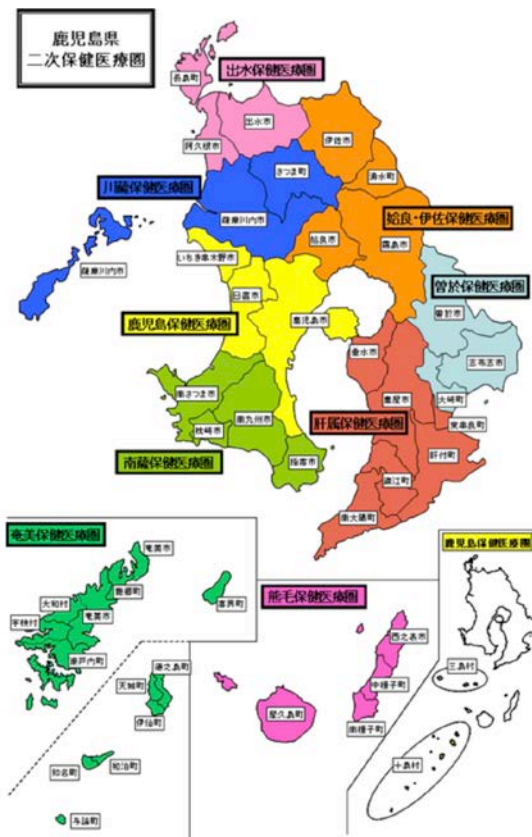 鹿児島県
二次保健医療圏
出水保健医療圏
長島町
出水市
阿久根市
伊佐市
湧水町
さつま町
川薩保健医療圏
薩摩川内市
姶良・伊佐保健医療圏
姶良市
霧島市
薩摩川内市
いちき串木野市
日置市
鹿児島市
曽於保健医療圏
曽於市
志布志市
大崎町
鹿児島保健医療圏
垂水市
鹿屋市
東串良町
肝付町
肝属保健医療圏
錦江町
南大隅町
南さつま市
南九州市
枕崎市
指宿市
南薩保健医療圏
奄美保健医療圏
奄美市
龍郷町
大和村
奄美市
宇検村
瀬戸内町
喜界町
徳之島町
天城町
伊仙町
和泊町
知名町
与論町
熊毛保健医療圏
西之表市
中種子町
南種子町
屋久島町
鹿児島保健医療圏
三島村
十島村